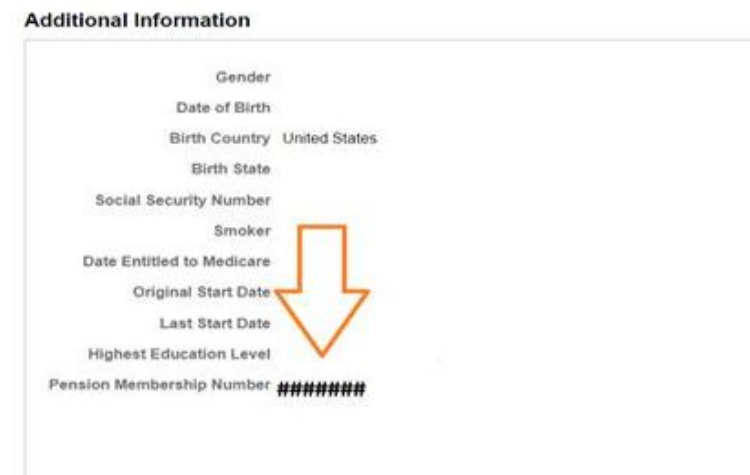 Additional Information
Gender
Date of Birth
Birth Country United States
Birth State
Social Security Number
Smoker
Date Entitled to Medicare
Original Start Date
Last Start Date
Highest Education Level
Pension Membership Number #######